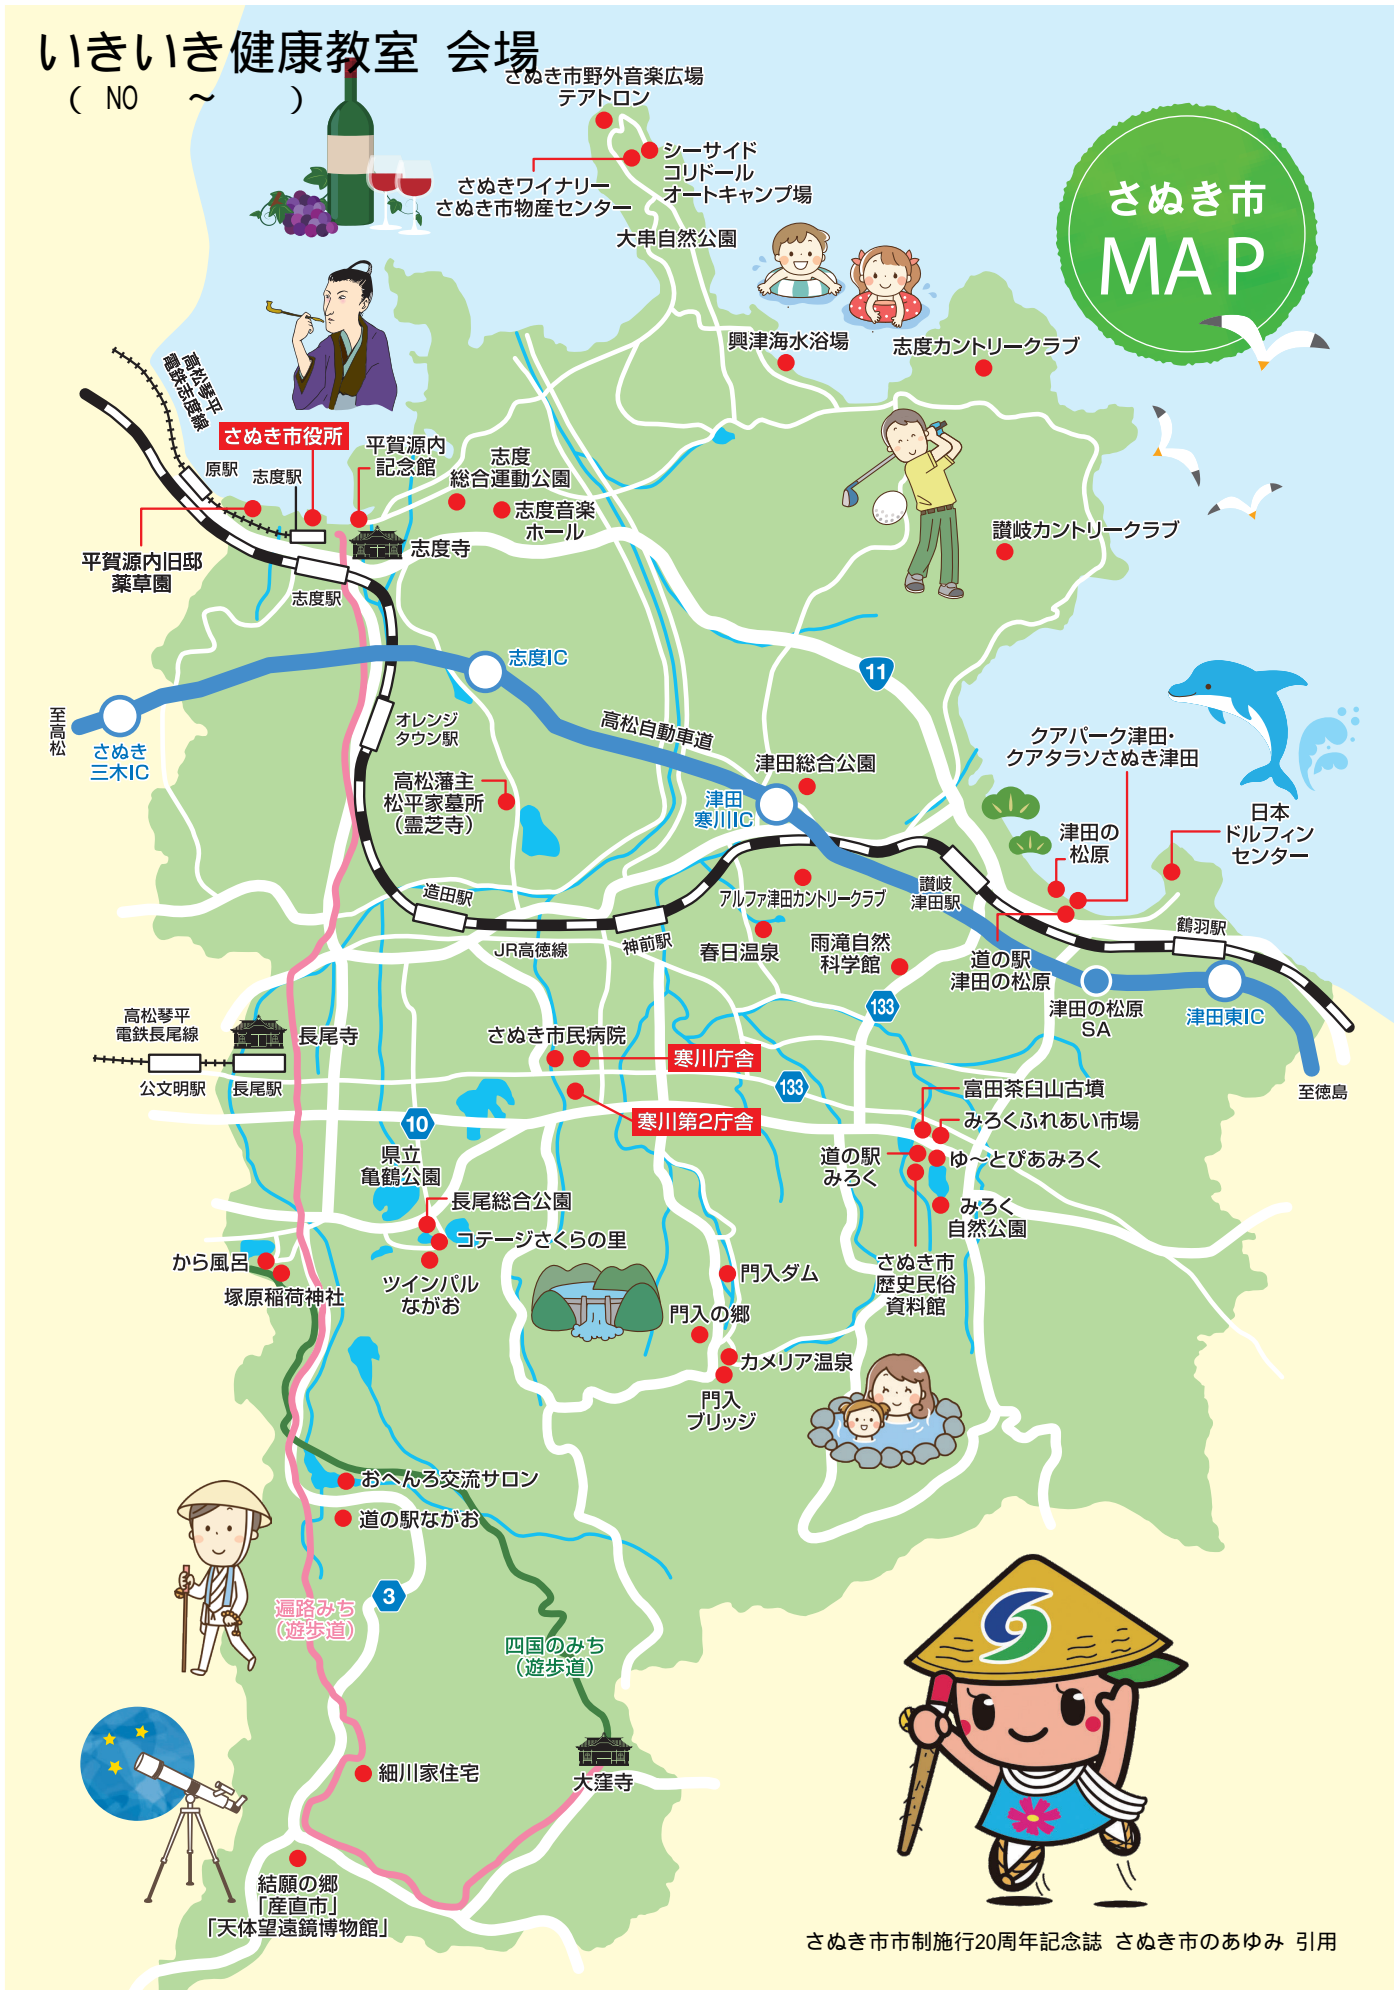 いきいき健康教室 会場
( NO ～ )
さぬき市
MAP
さぬき市野外音楽広場
テアトロン
シーサイド
コリドール
オートキャンプ場
さぬきワイナリー
さぬき市物産センター
大串自然公園
興津海水浴場
志度カントリークラブ
高松琴平
電鉄志度線
さぬき市役所
平賀源内
記念館
志度
総合運動公園
原駅
志度駅
志度音楽
ホール
讃岐カントリークラブ
志度寺
平賀源内旧邸
薬草園
志度駅
志度IC
11
至高松
さぬき
三木IC
オレンジ
タウン駅
高松自動車道
クアパーク津田・
クアタラソさぬき津田
津田総合公園
高松藩主
松平家墓所
（霊芝寺）
津田
寒川IC
津田の
松原
日本
ドルフィン
センター
造田駅
アルファ津田カントリークラブ
讃岐
津田駅
鶴羽駅
JR高徳線
神前駅
春日温泉
雨滝自然
科学館
道の駅
津田の松原
133
津田の松原
SA
津田東IC
高松琴平
電鉄長尾線
長尾寺
さぬき市民病院
寒川庁舎
公文明駅
長尾駅
133
富田茶臼山古墳
至徳島
10
寒川第2庁舎
みろくふれあい市場
県立
亀鶴公園
道の駅
みろく
ゆ～とぴあみろく
長尾総合公園
みろく
自然公園
コテージさくらの里
から風呂
塚原稲荷神社
ツインパル
ながお
門入ダム
さぬき市
歴史民俗
資料館
門入の郷
カメリア温泉
門入
ブリッジ
おへんろ交流サロン
道の駅ながお
3
遍路みち
（遊歩道）
四国のみち
（遊歩道）
細川家住宅
大窪寺
結願の郷
「産直市」
「天体望遠鏡博物館」
さぬき市市制施行20周年記念誌 さぬき市のあゆみ 引用